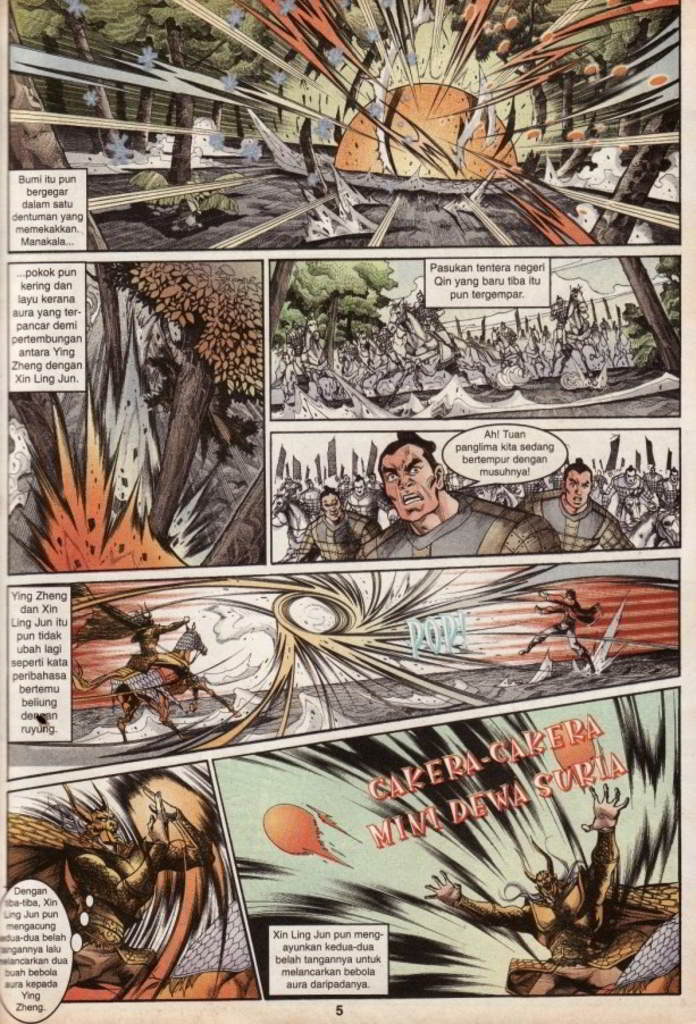 Bumi itu pun
bergegar
dalam satu
dentuman yang
memekakkan.
Manakala...
...pokok pun
kering dan
layu kerana
aura yang ter-
pancar demi
pertembungan
antara Ying
Zheng dengan
Xin Ling Jun.
Pasukan tentera negeri
Qin yang baru tiba itu
pun tergempar.
Ah! Tuan
panglima kita sedang
bertempur dengan
musuhnya!
Ying Zheng
dan Xin
Ling Jun itu
pun tidak
ubah lagi
seperti kata
peribahasa
bertemu
beliung
dengan
ruyung.
POP!
CAKERA-CAKERA
MINI DEWA SURIA
Dengan
tiba-tiba, Xin
Ling Jun pun
mengacung
kedua-dua belah
tangannya lalu
melancarkan dua
buah bebola
aura kepada
Ying
Zheng.
Xin Ling Jun pun meng-
ayunkan kedua-dua
belah tangannya untuk
melancarkan bebola
aura daripadanya.
5